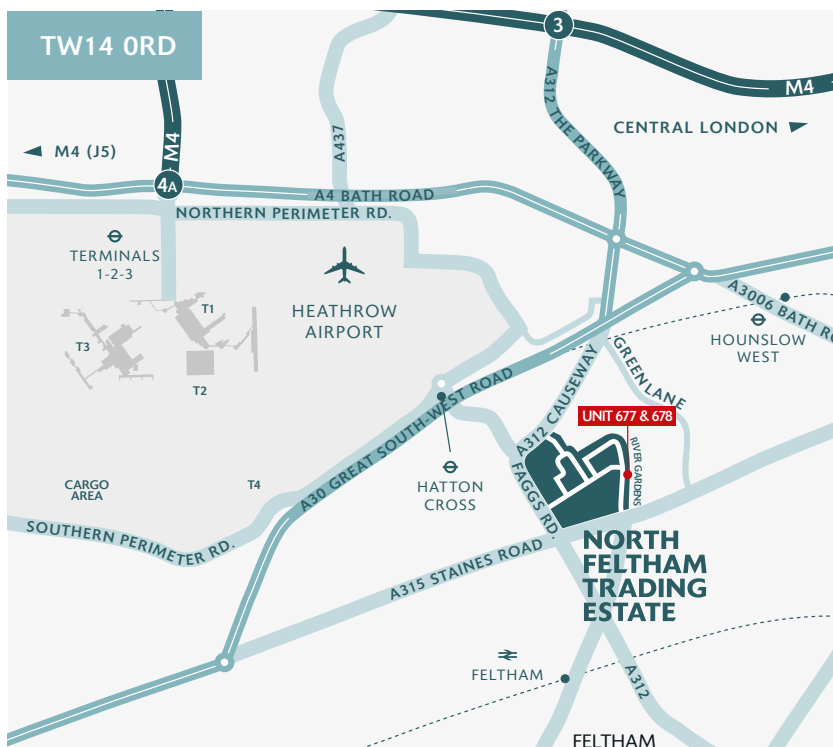 TW14 0RD
3
M4
A312 THE PARKWAY
CENTRAL LONDON
M4 (J5)
M4
A437
4A
A4 BATH ROAD
NORTHERN PERIMETER RD.
TERMINALS
1-2-3
HEATHROW
AIRPORT
T1
T3
T2
A3006 BATH RO
HOUNSLOW
WEST
GREENLANE
A312 CAUSEWAY
A30 GREAT SOUTH-WEST ROAD
UNIT 677 & 678
RIVER GARDENS
HATTON
CROSS
FAGGS RD.
CARGO
AREA
T4
SOUTHERN PERIMETER RD.
NORTH
FELTHAM
TRADING
ESTATE
A315 STAINES ROAD
FELTHAM
A312
FELTHAM